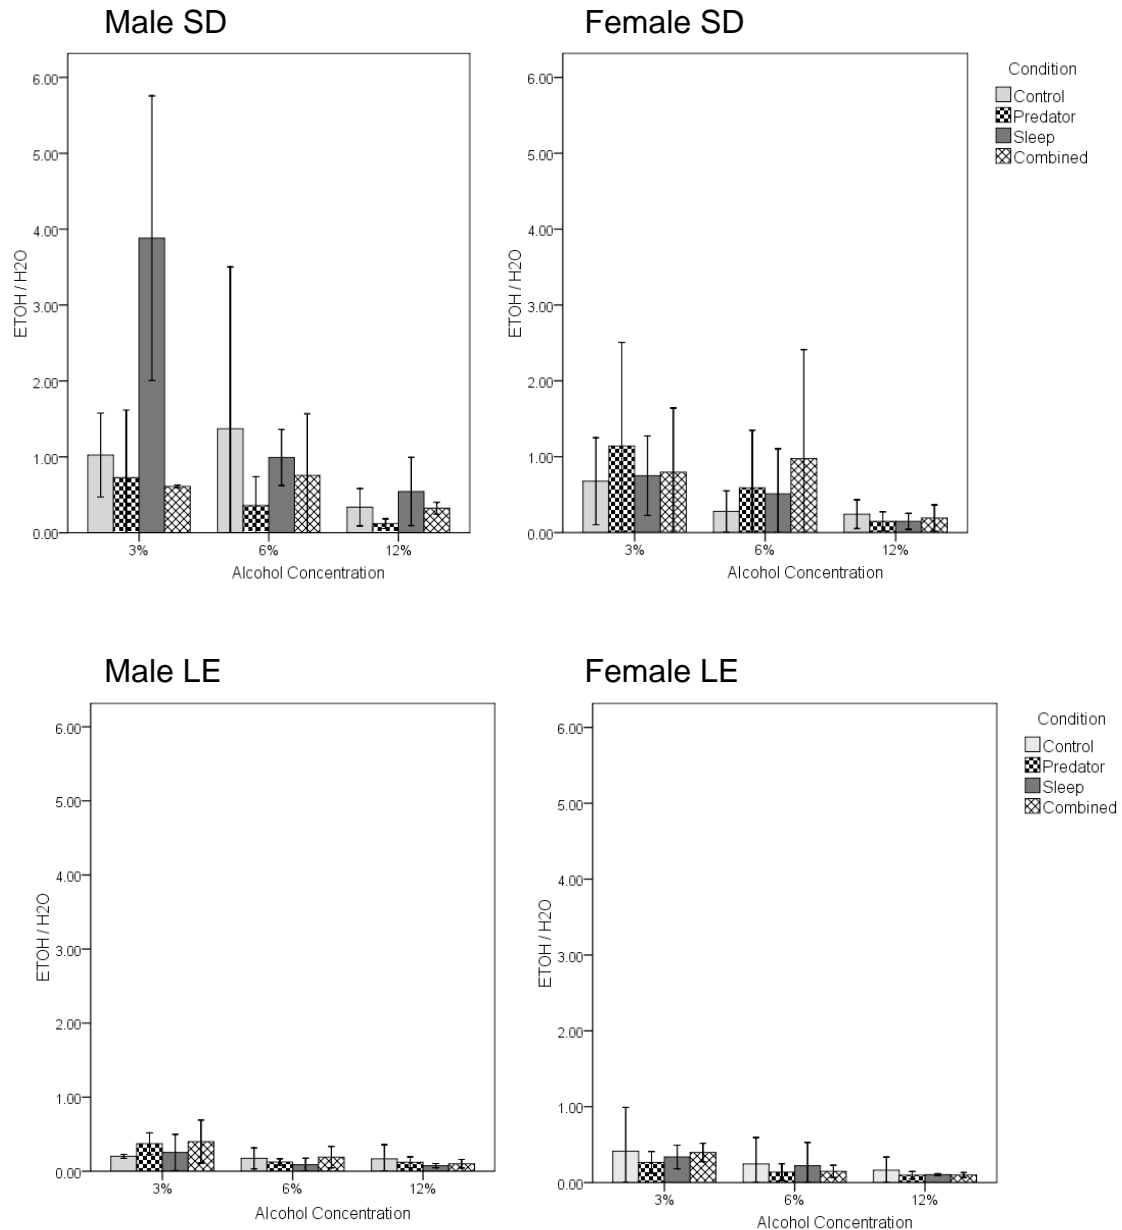 Male SD
6.00
5.00
4.00
3.00
2.00
1.00
0.00
ETOH / H2O
3%
6%
12%
Alcohol Concentration
Female SD
6.00
5.00
4.00
3.00
2.00
1.00
0.00
ETOH / H2O
3%
6%
12%
Alcohol Concentration
Condition
Control
Predator
Sleep
Combined
Male LE
6.00
5.00
4.00
3.00
2.00
1.00
0.00
ETOH / H2O
3%
6%
12%
Alcohol Concentration
Female LE
6.00
5.00
4.00
3.00
2.00
1.00
0.00
ETOH / H2O
3%
6%
12%
Alcohol Concentration
Condition
Control
Predator
Sleep
Combined